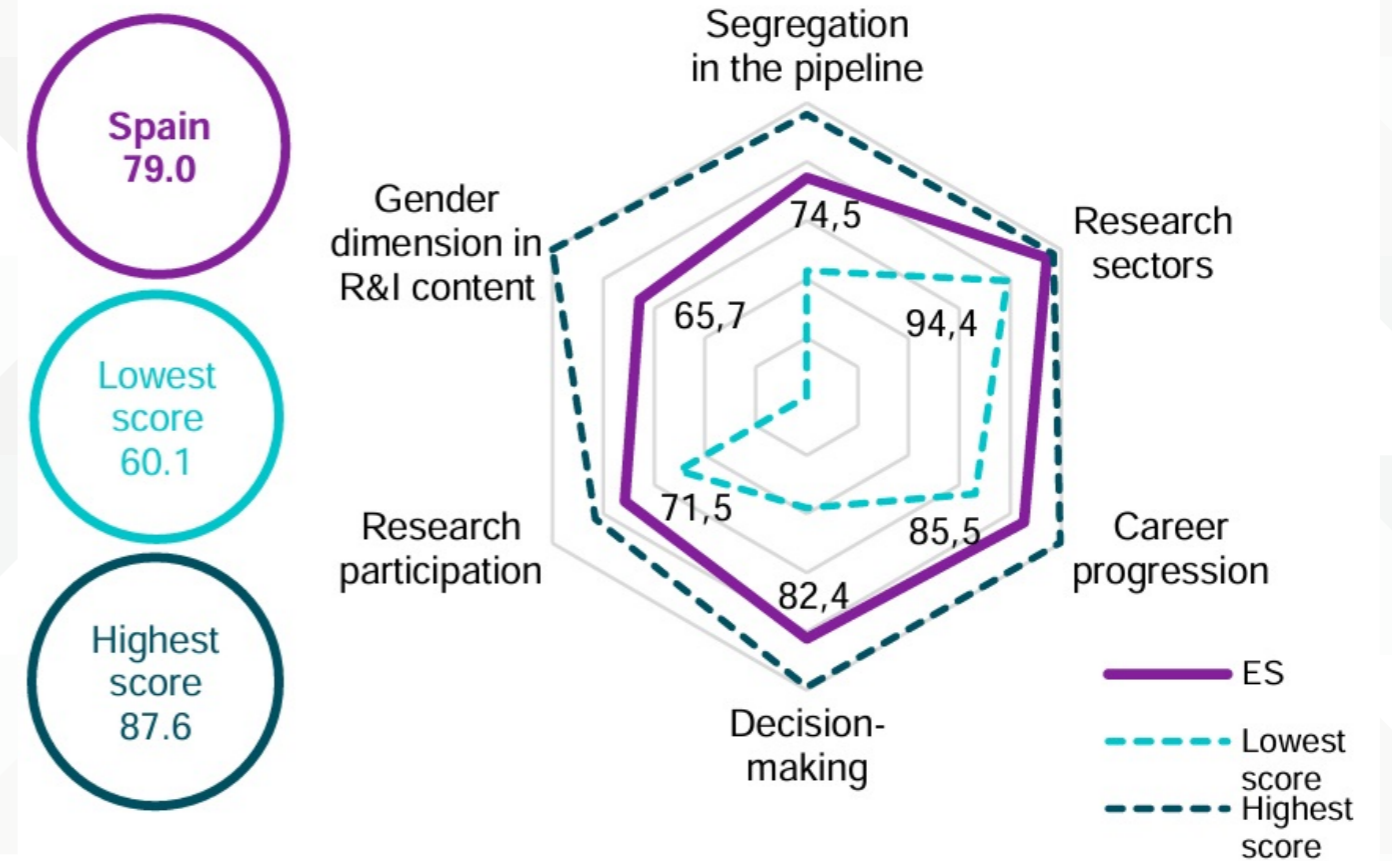 Spain
79.0
Lowest
score
60.1
Highest
score
87.6
Segregation
in the pipeline
Research
sectors
Career
progression
Decision-
making
Research
participation
Gender
dimension in
R&I content
74,5
94,4
85,5
82,4
71,5
65,7
ES
Lowest
score
Highest
score